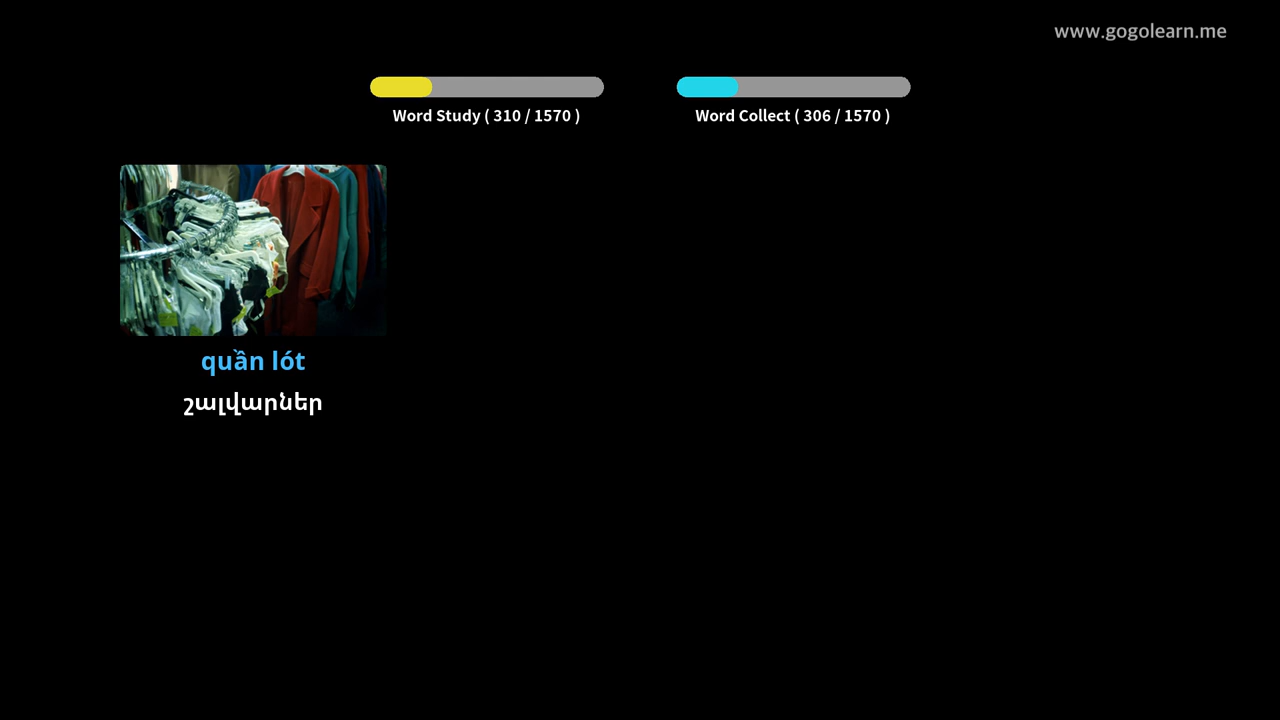 www.gogolearn.me
Word Study ( 310 / 1570 )
Word Collect ( 306 / 1570 )
quần lót
շալվարներ